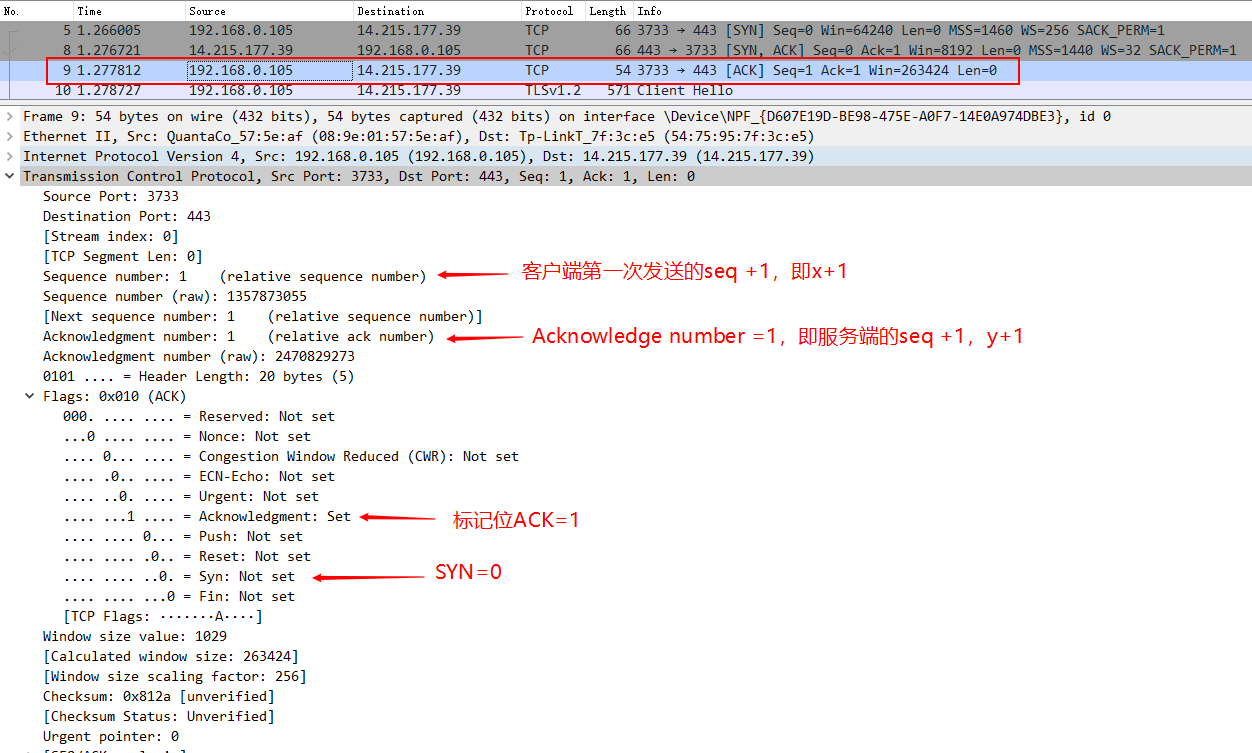 No. Time Source Destination Protocol Length Info
5 1.266005 192.168.0.105 14.215.177.39 TCP 66 3733 → 443 [SYN] Seq=0 Win=64240 Len=0 MSS=1460 WS=256 SACK_PERM=1
8 1.276721 14.215.177.39 192.168.0.105 TCP 66 443 → 3733 [SYN, ACK] Seq=0 Ack=1 Win=8192 Len=0 MSS=1440 WS=32 SACK_PERM=1
9 1.277812 192.168.0.105 14.215.177.39 TCP 54 3733 → 443 [ACK] Seq=1 Ack=1 Win=263424 Len=0
10 1.278727 192.168.0.105 14.215.177.39 TLSv1.2 571 Client Hello
Frame 9: 54 bytes on wire (432 bits), 54 bytes captured (432 bits) on interface \Device\NPF_{D607E19D-BE98-475E-A0F7-14E0A974DBE3}, id 0
Ethernet II, Src: QuantaCo_57:5e:af (08:9e:01:57:5e:af), Dst: Tp-LinkT_7f:3c:e5 (54:75:95:7f:3c:e5)
Internet Protocol Version 4, Src: 192.168.0.105 (192.168.0.105), Dst: 14.215.177.39 (14.215.177.39)
Transmission Control Protocol, Src Port: 3733, Dst Port: 443, Seq: 1, Ack: 1, Len: 0
Source Port: 3733
Destination Port: 443
[Stream index: 0]
[TCP Segment Len: 0]
Sequence number: 1 (relative sequence number) 客户端第一次发送的seq +1，即x+1
Sequence number (raw): 1357873055
[Next sequence number: 1 (relative sequence number)]
Acknowledgment number: 1 (relative ack number) Acknowledge number =1，即服务端的seq +1，y+1
Acknowledgment number (raw): 2470829273
0101 .... = Header Length: 20 bytes (5)
Flags: 0x010 (ACK)
000. .... .... = Reserved: Not set
...0 .... .... = Nonce: Not set
.... 0... .... = Congestion Window Reduced (CWR): Not set
.... .0.. .... = ECN-Echo: Not set
.... ..0. .... = Urgent: Not set
.... ...1 .... = Acknowledgment: Set 标记位ACK=1
.... .... 0... = Push: Not set
.... .... .0.. = Reset: Not set
.... .... ..0. = Syn: Not set SYN=0
.... .... ...0 = Fin: Not set
[TCP Flags: ·······A····]
Window size value: 1029
[Calculated window size: 263424]
[Window size scaling factor: 256]
Checksum: 0x812a [unverified]
[Checksum Status: Unverified]
Urgent pointer: 0